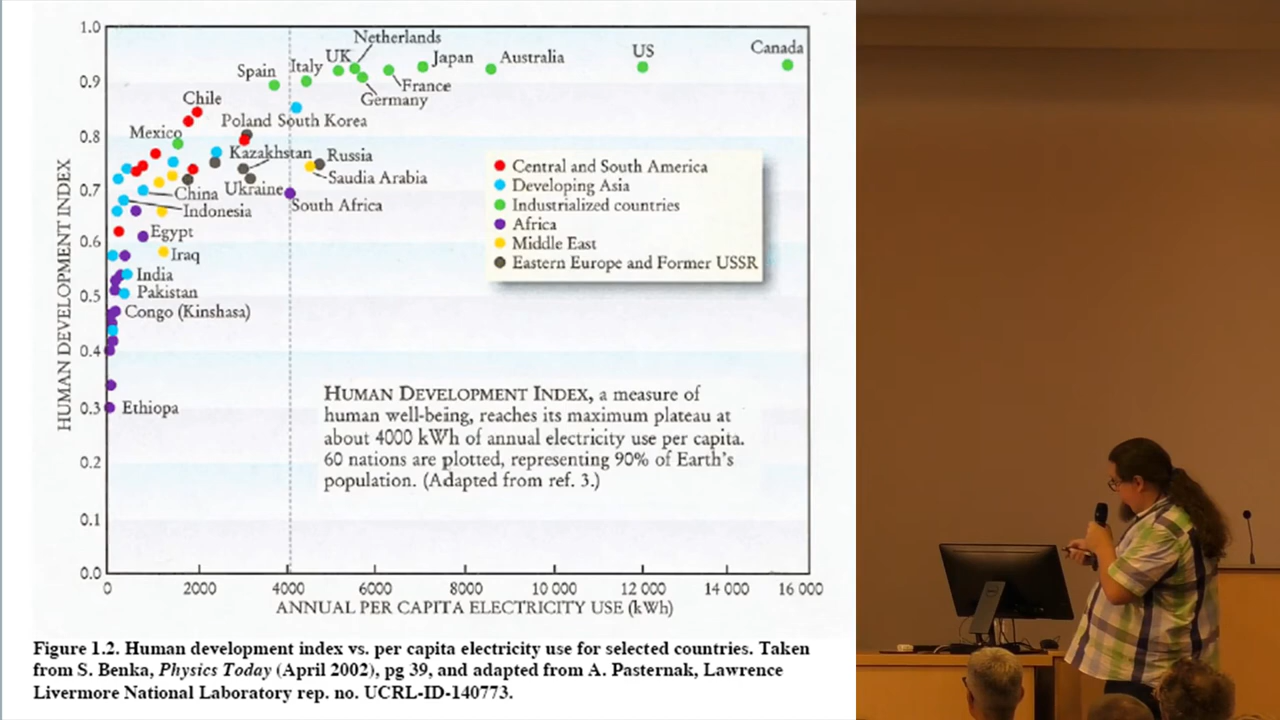 1.0
0.9
0.8
0.7
0.6
0.5
0.4
0.3
0.2
0.1
0.0
HUMAN DEVELOPMENT INDEX
Netherlands
UK
Italy
Spain
Japan
Australia
US
Canada
France
Germany
Chile
Mexico
Poland South Korea
Kazakhstan
Russia
Saudia Arabia
Ukraine
China
Indonesia
South Africa
Egypt
Iraq
India
Pakistan
Congo (Kinshasa)
Ethiopa
Central and South America
Developing Asia
Industrialized countries
Africa
Middle East
Eastern Europe and Former USSR
HUMAN DEVELOPMENT INDEX, a measure of
human well-being, reaches its maximum plateau at
about 4000 kWh of annual electricity use per capita.
60 nations are plotted, representing 90% of Earth's
population. (Adapted from ref. 3.)
0 2000 4000 6000 8000 10 000 12 000 14 000 16 000
ANNUAL PER CAPITA ELECTRICITY USE (kWh)
Figure 1.2. Human development index vs. per capita electricity use for selected countries. Taken
from S. Benka, Physics Today (April 2002), pg 39, and adapted from A. Pasternak, Lawrence
Livermore National Laboratory rep. no. UCRL-ID-140773.